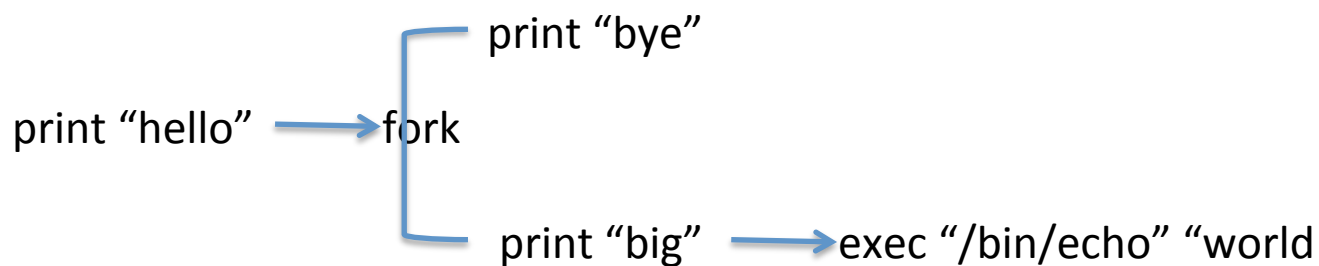 print “bye”
print “hello” fork
print “big” exec “/bin/echo” “world